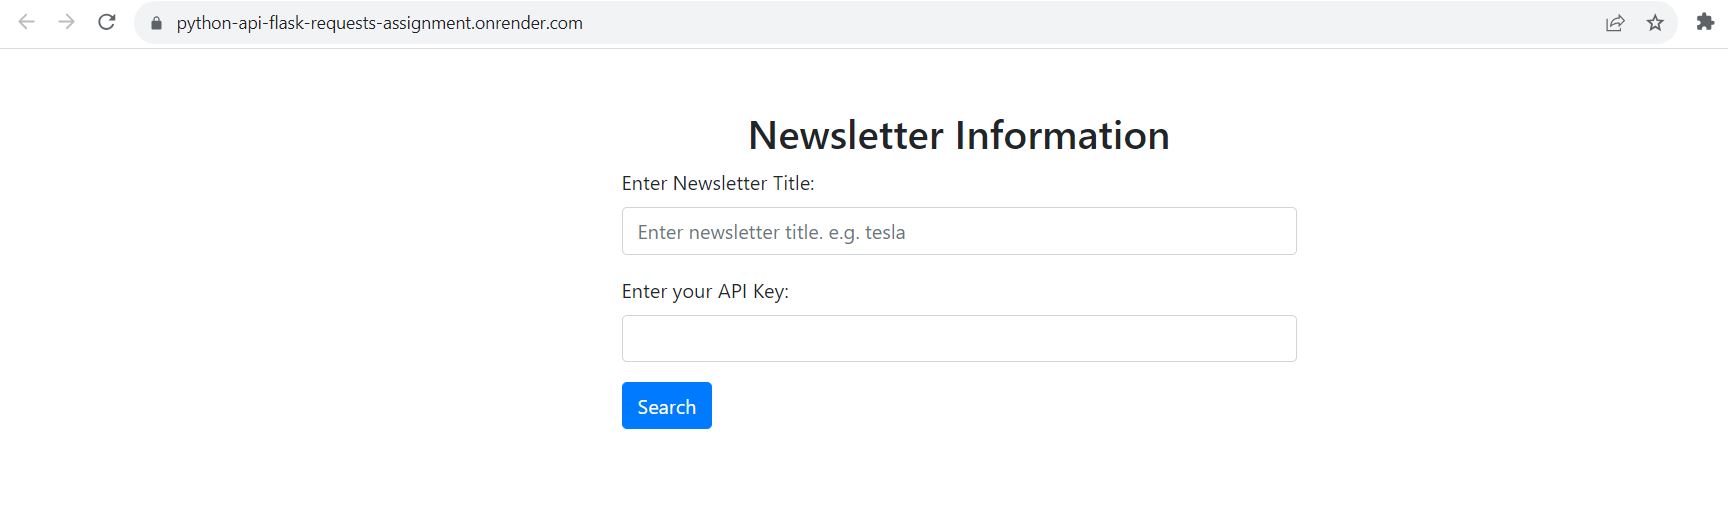 python-api-flask-requests-assignment.onrender.com
Newsletter Information
Enter Newsletter Title:
Enter newsletter title. e.g. tesla
Enter your API Key:
Search